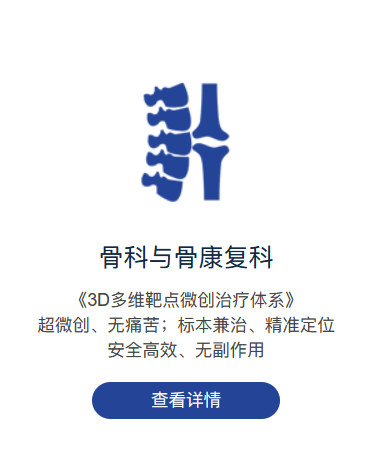 骨科与骨康复科
《3D多维靶点微创治疗体系》
超微创、无痛苦；标本兼治、精准定位
安全高效、无副作用
查看详情